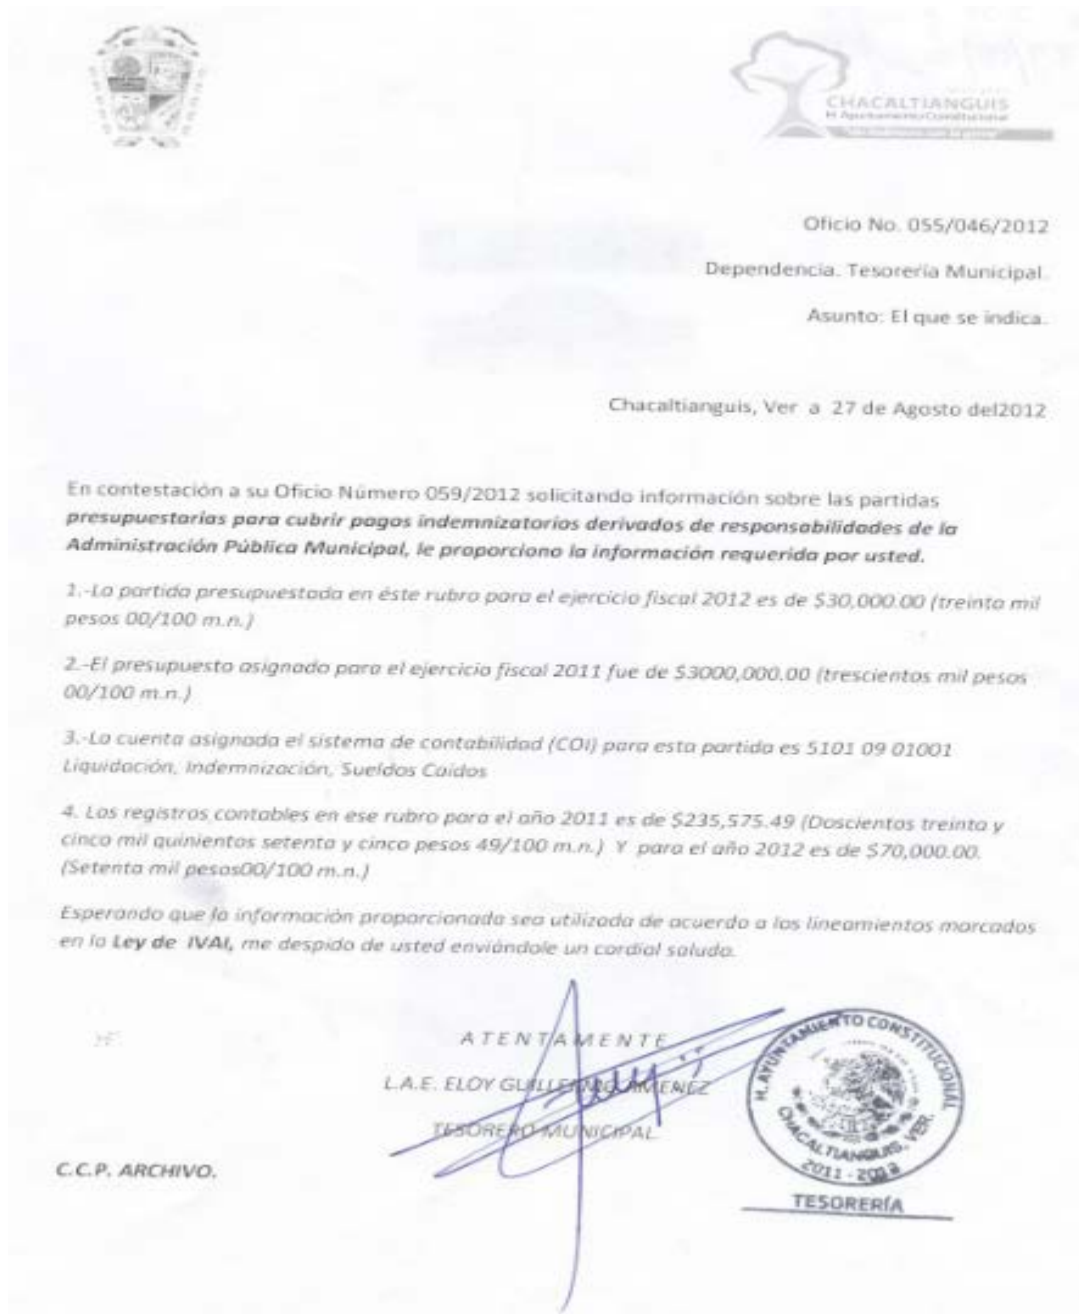 CHACALTIANGUIS
H. Ayuntamiento Constitucional
Oficio No. 055/046/2012
Dependencia. Tesorería Municipal.
Asunto: El que se indica.
Chacaltianguis, Ver a 27 de Agosto del2012
En contestación a su Oficio Número 059/2012 solicitando información sobre las partidas
presupuestarias para cubrir pagos indemnizatorios derivados de responsabilidades de la
Administración Pública Municipal, le proporciono la información requerida por usted.
1.-La partida presupuestada en éste rubro para el ejercicio fiscal 2012 es de $30,000.00 (treinta mil
pesos 00/100 m.n.)
2.-El presupuesto asignado para el ejercicio fiscal 2011 fue de $3000,000.00 (trescientos mil pesos
00/100 m.n.)
3.-La cuenta asignada el sistema de contabilidad (COI) para esta partida es 5101 09 01001
Liquidación, Indemnización, Sueldos Caídos
4. Los registros contables en ese rubro para el año 2011 es de $235,575.49 (Doscientos treinta y
cinco mil quinientos setenta y cinco pesos 49/100 m.n.) Y para el año 2012 es de $70,000.00.
(Setenta mil pesos00/100 m.n.)
Esperando que la información proporcionada sea utilizada de acuerdo a los lineamientos marcados
en la Ley de IVAI, me despido de usted enviándole un cordial saludo.
ATENTAMENTE
L.A.E. ELOY GUILLERMO JIMENEZ
TESORERO MUNICIPAL
C.C.P. ARCHIVO.
H. AYUNTAMIENTO CONSTITUCIONAL
CHACALTIANGUIS, VER.
2011 - 2013
TESORERÍA